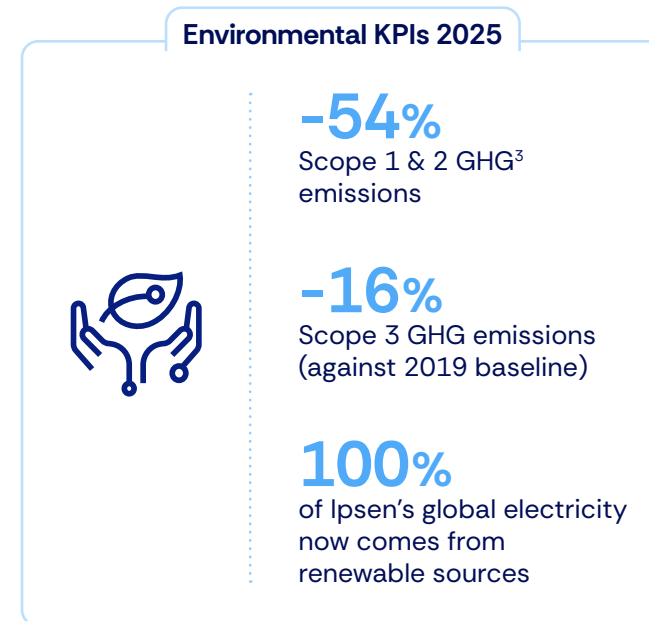 Environmental KPIs 2025
-54%
Scope 1 & 2 GHG³
emissions
-16%
Scope 3 GHG emissions
(against 2019 baseline)
100%
of Ipsen’s global electricity
now comes from
renewable sources